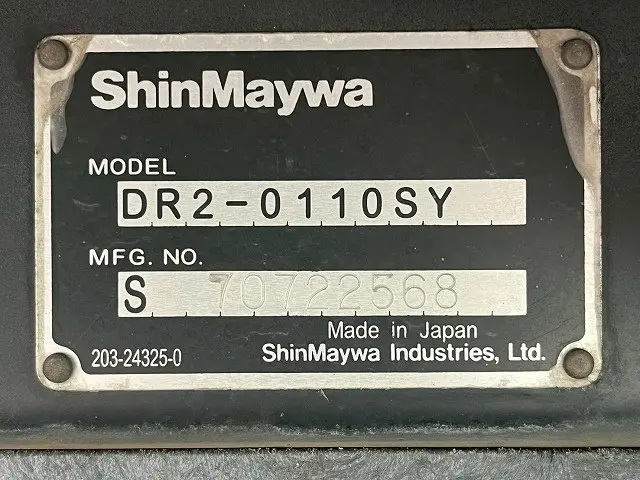 ShinMaywa
MODEL
DR2-0110SY
MFG. NO.
S 70722568
Made in Japan
203-24325-0 ShinMaywa Industries, Ltd.